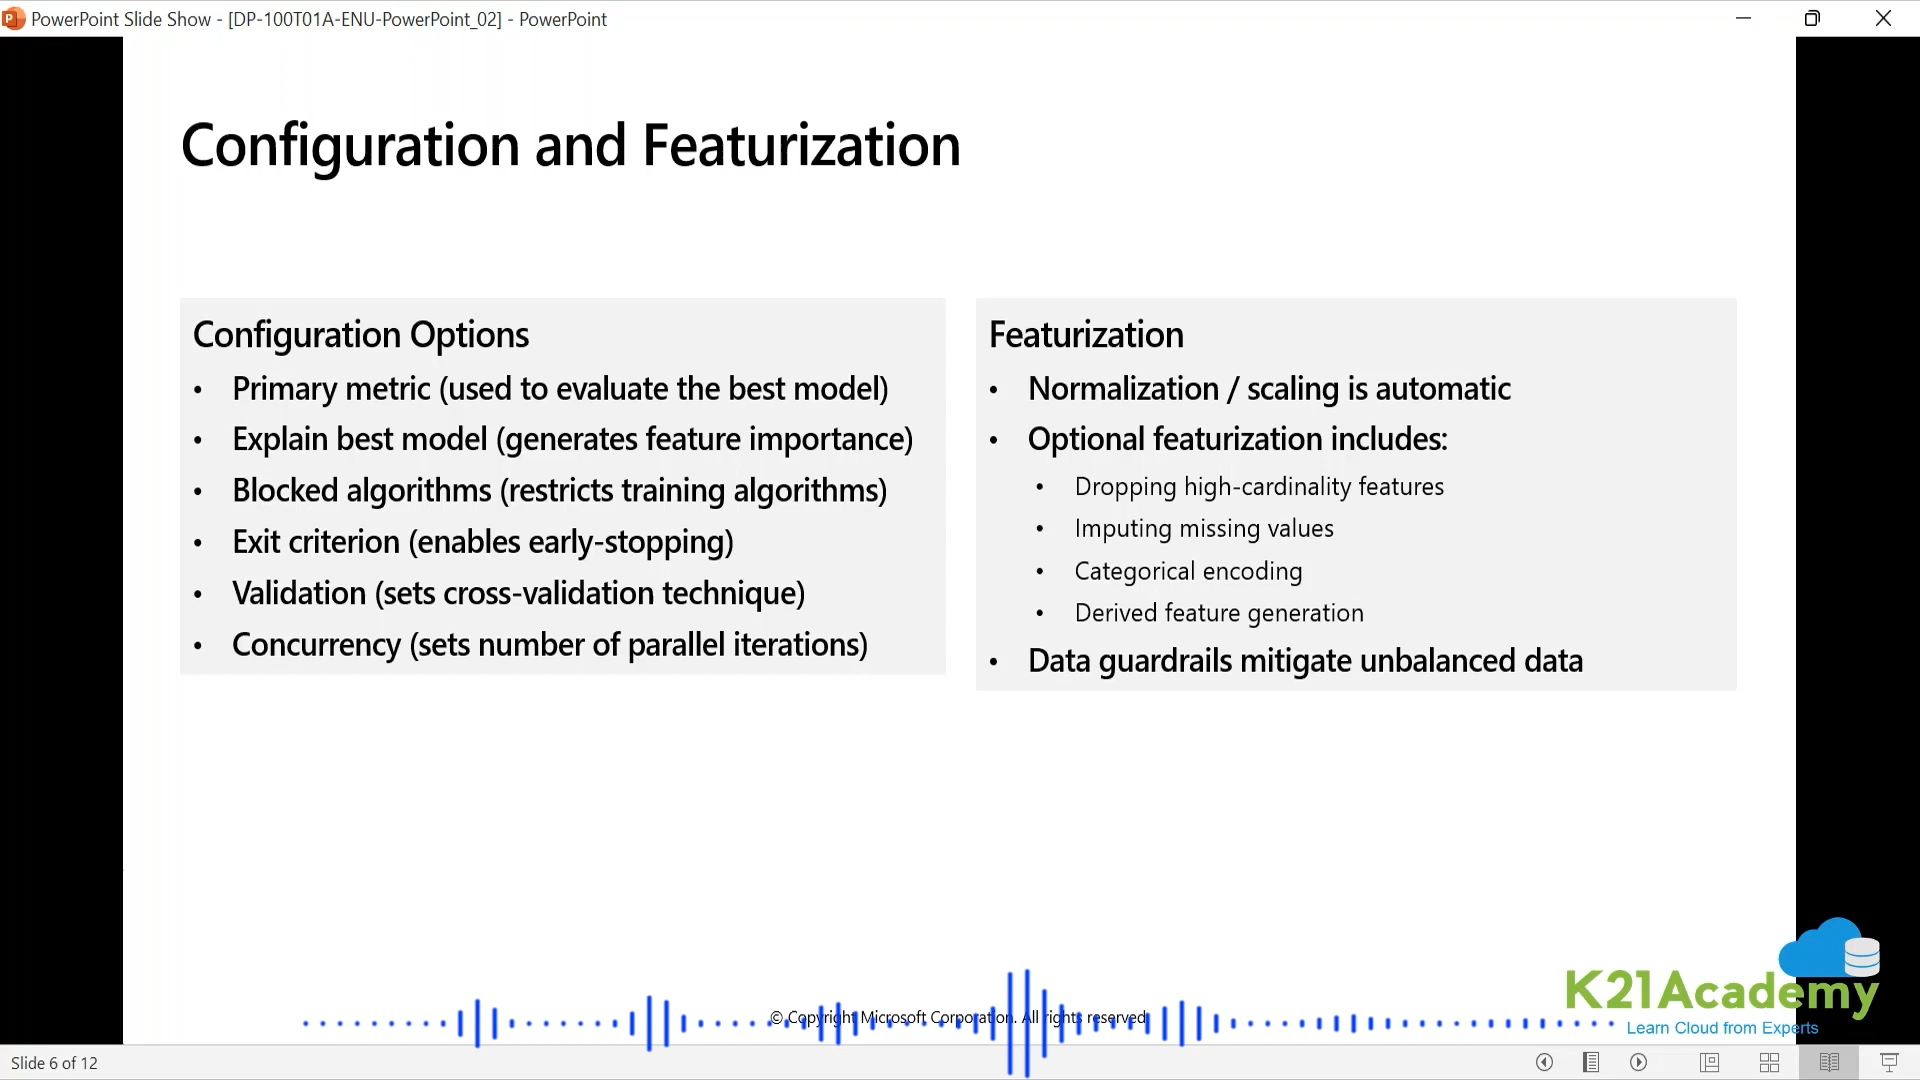 PowerPoint Slide Show - [DP-100T01A-ENU-PowerPoint_02] - PowerPoint
Configuration and Featurization
Configuration Options
• Primary metric (used to evaluate the best model)
• Explain best model (generates feature importance)
• Blocked algorithms (restricts training algorithms)
• Exit criterion (enables early-stopping)
• Validation (sets cross-validation technique)
• Concurrency (sets number of parallel iterations)
Featurization
• Normalization / scaling is automatic
• Optional featurization includes:
• Dropping high-cardinality features
• Imputing missing values
• Categorical encoding
• Derived feature generation
• Data guardrails mitigate unbalanced data
© Copyright Microsoft Corporation. All rights reserved.
K21Academy
Learn Cloud from Experts
Slide 6 of 12